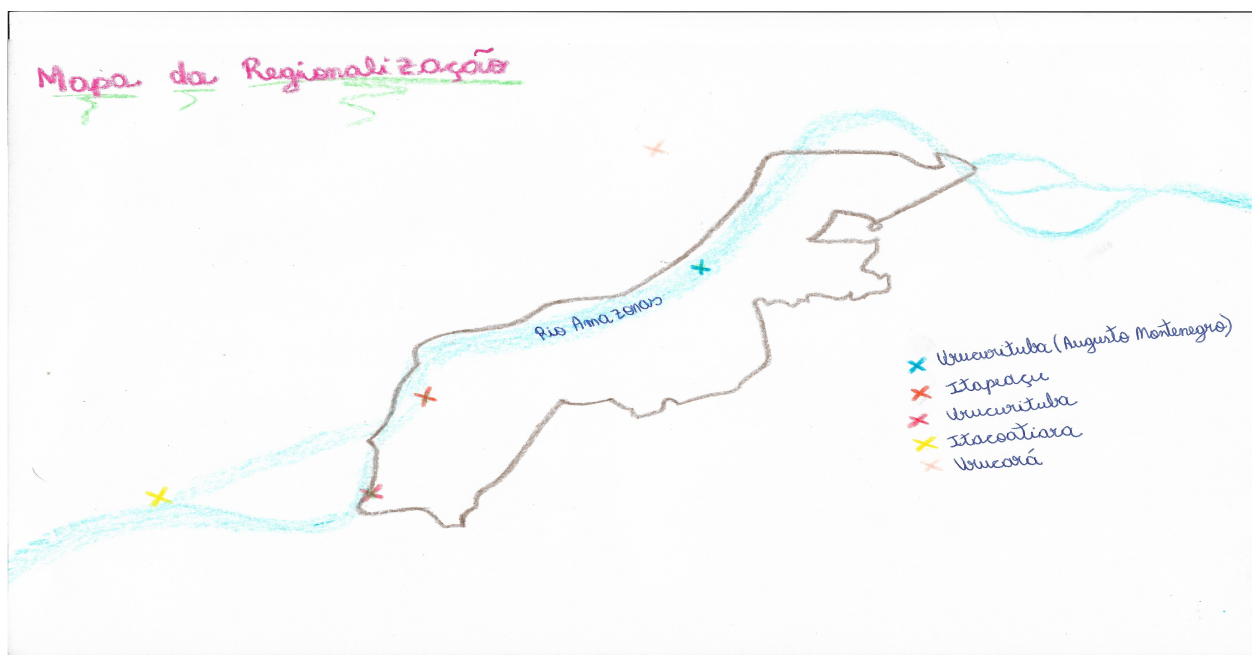 Mapa da Regionalização
Rio Amazonas
Urucurituba (Augusto Montenegro)
Itapeaçu
Urucurituba
Itacoatiara
Urucará